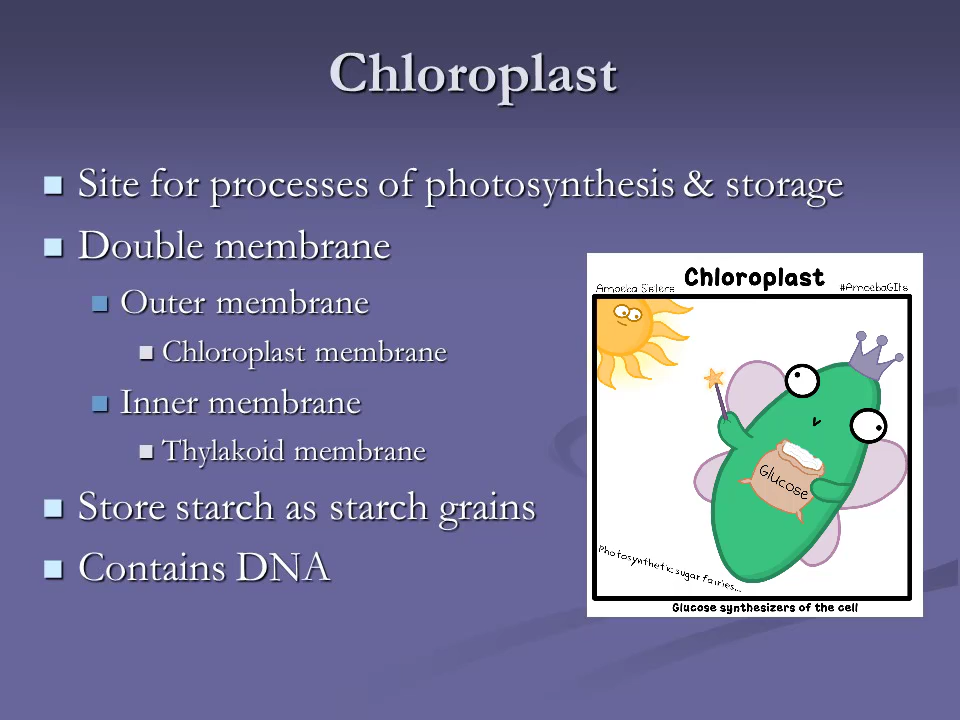 Chloroplast
Site for processes of photosynthesis & storage
Double membrane
Outer membrane
Chloroplast membrane
Inner membrane
Thylakoid membrane
Store starch as starch grains
Contains DNA
Amoeba Sisters Chloroplast #AmoebaGIFs
Glucose
Photosynthetic sugar fairies...
Glucose synthesizers of the cell